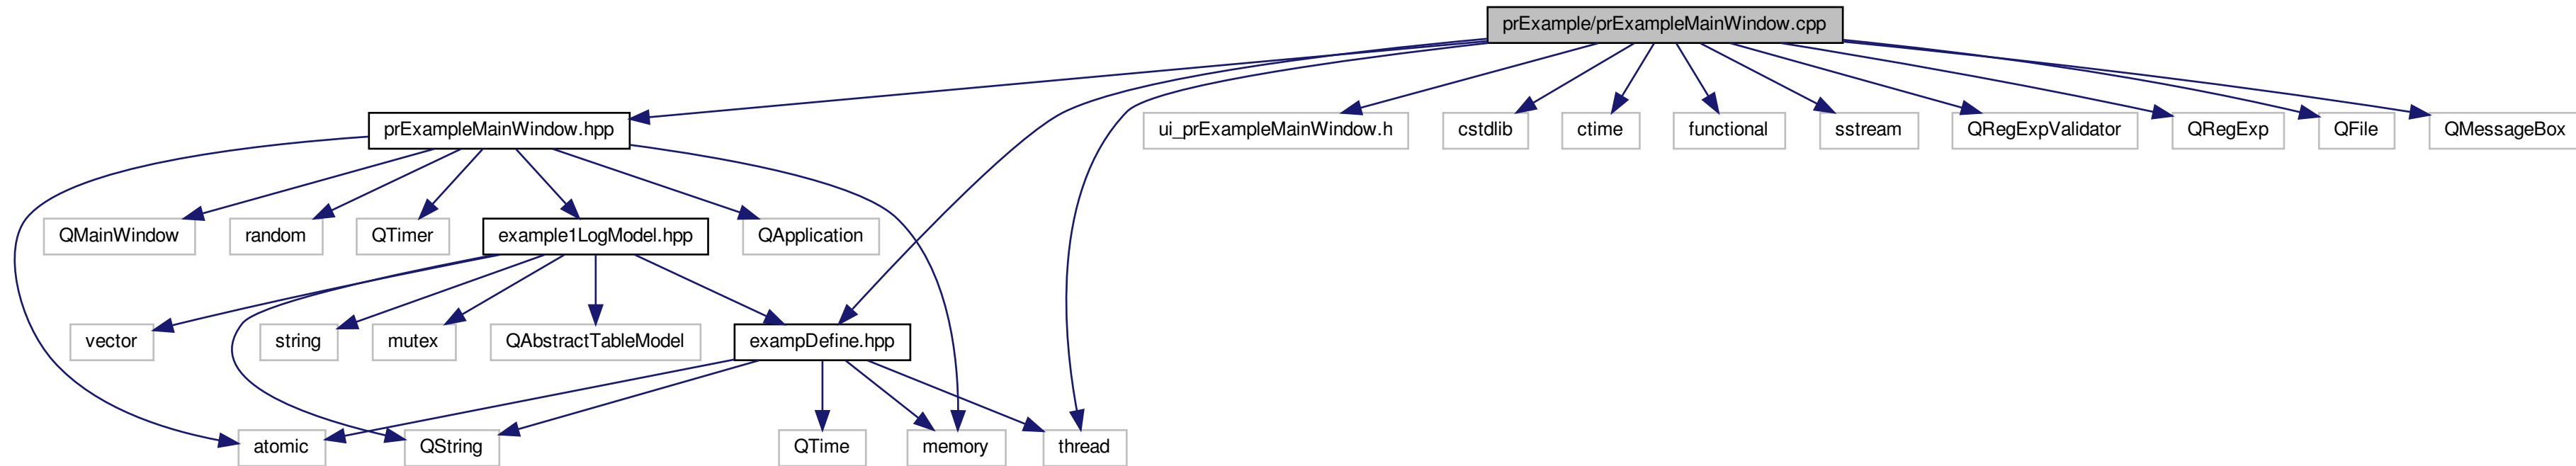 prExample/prExampleMainWindow.cpp
prExampleMainWindow.hpp
ui_prExampleMainWindow.h
cstdlib
ctime
functional
sstream
QRegExpValidator
QRegExp
QFile
QMessageBox
QMainWindow
random
QTimer
example1LogModel.hpp
QApplication
vector
string
mutex
QAbstractTableModel
exampDefine.hpp
atomic
QString
QTime
memory
thread